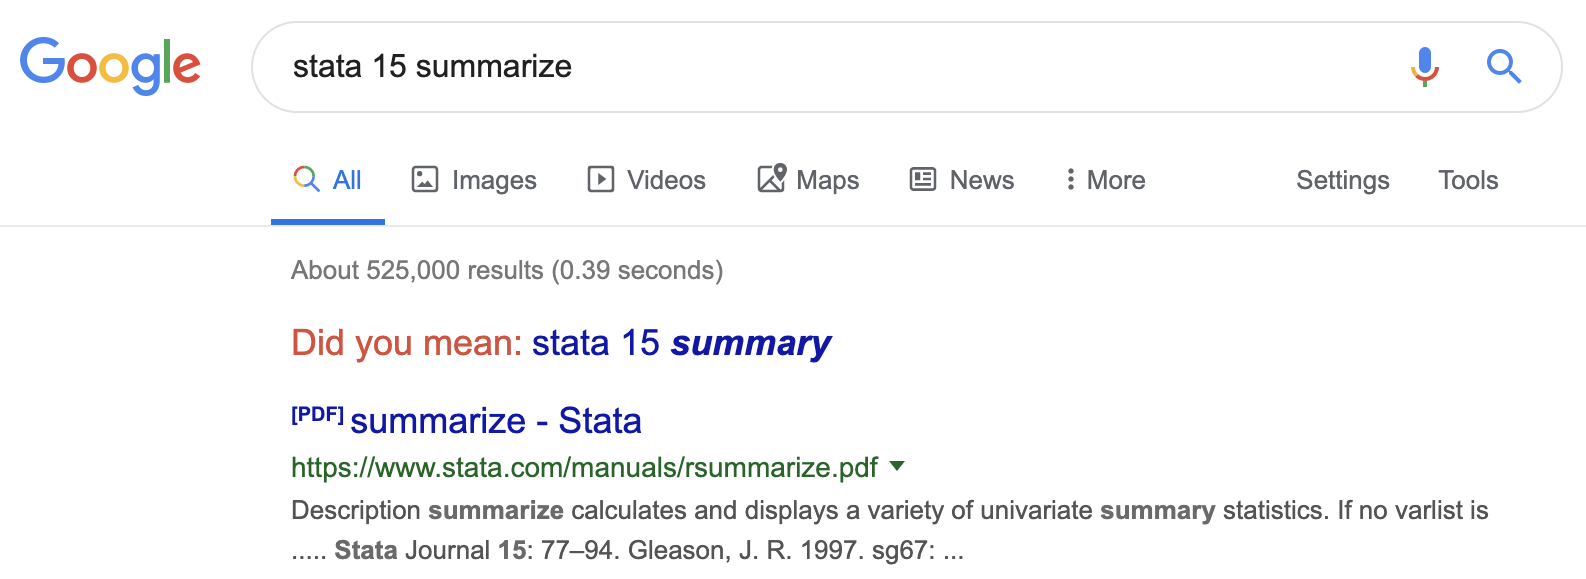 Google
stata 15 summarize
All Images Videos Maps News More Settings Tools
About 525,000 results (0.39 seconds)
Did you mean: stata 15 summary
[PDF] summarize - Stata
https://www.stata.com/manuals/rsummarize.pdf
Description summarize calculates and displays a variety of univariate summary statistics. If no varlist is
..... Stata Journal 15: 77–94. Gleason, J. R. 1997. sg67: ...